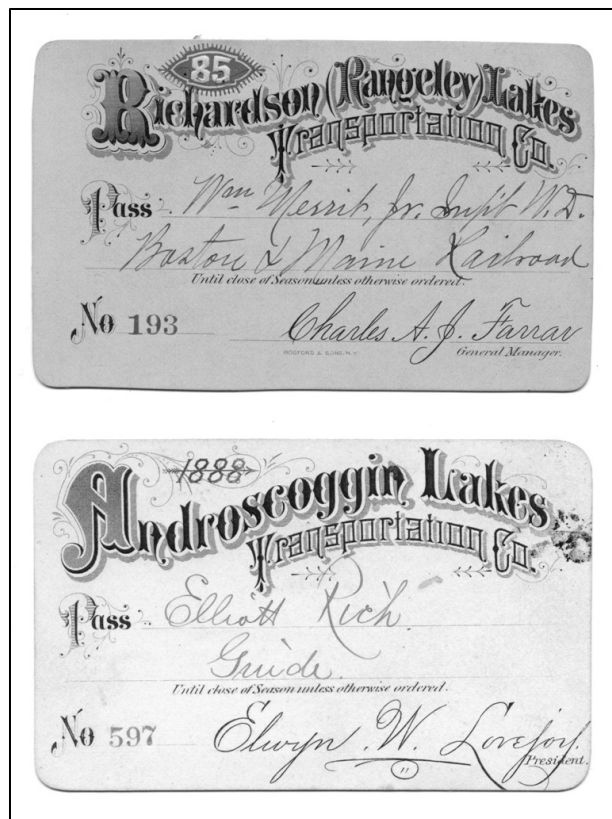 85
Richardson (Rangeley) Lakes
Transportation Co.
Pass Wm Merrit, Jr. Supt W.D.
Boston & Maine Railroad
Until close of Season unless otherwise ordered.
No 193 Charles A. J. Farrar
General Manager.
1888
Androscoggin Lakes
Transportation Co.
Pass Elliott Rich
Guide.
Until close of Season unless otherwise ordered.
No 597 Elwyn W. Lovejoy.
President.